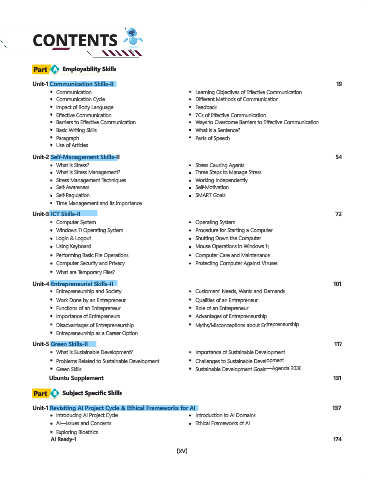 CONTENTS
Part A Employability Skills
Unit-1 Communication Skills-II 19
• Communication • Learning Objectives of Effective Communication
• Communication Cycle • Different Methods of Communication
• Impact of Body Language • Feedback
• Effective Communication • 7Cs of Effective Communication
• Barriers to Effective Communication • Ways to Overcome Barriers to Effective Communication
• Basic Writing Skills • What is a Sentence?
• Paragraph • Parts of Speech
• Use of Articles
Unit-2 Self-Management Skills-II 54
• What is Stress? • Stress Causing Agents
• What is Stress Management? • Three Steps to Manage Stress
• Stress Management Techniques • Working Independently
• Self-Awareness • Self-Motivation
• Self-Regulation • SMART Goals
• Time Management and its Importance
Unit-3 ICT Skills-II 72
• Computer System • Operating System
• Windows 11 Operating System • Procedure for Starting a Computer
• Login & Logout • Shutting Down the Computer
• Using Keyboard • Mouse Operations in Windows 11
• Performing Basic File Operations • Computer Care and Maintenance
• Computer Security and Privacy • Protecting Computer Against Viruses
• What are Temporary Files?
Unit-4 Entrepreneurial Skills-II 101
• Entrepreneurship and Society • Customers' Needs, Wants and Demands
• Work Done by an Entrepreneur • Qualities of an Entrepreneur
• Functions of an Entrepreneur • Role of an Entrepreneur
• Importance of Entrepreneurs • Advantages of Entrepreneurship
• Disadvantages of Entrepreneurship • Myths/Misconceptions about Entrepreneurship
• Entrepreneurship as a Career Option
Unit-5 Green Skills-II 117
• What is Sustainable Development? • Importance of Sustainable Development
• Problems Related to Sustainable Development • Challenges to Sustainable Development
• Green Skills • Sustainable Development Goals—Agenda 2030
Ubuntu Supplement 131
Part B Subject Specific Skills
Unit-1 Revisiting AI Project Cycle & Ethical Frameworks for AI 137
• Introducing AI Project Cycle • Introduction to AI Domains
• AI—Issues and Concerns • Ethical Frameworks of AI
• Exploring Bioethics
AI Ready-1 174
(XV)